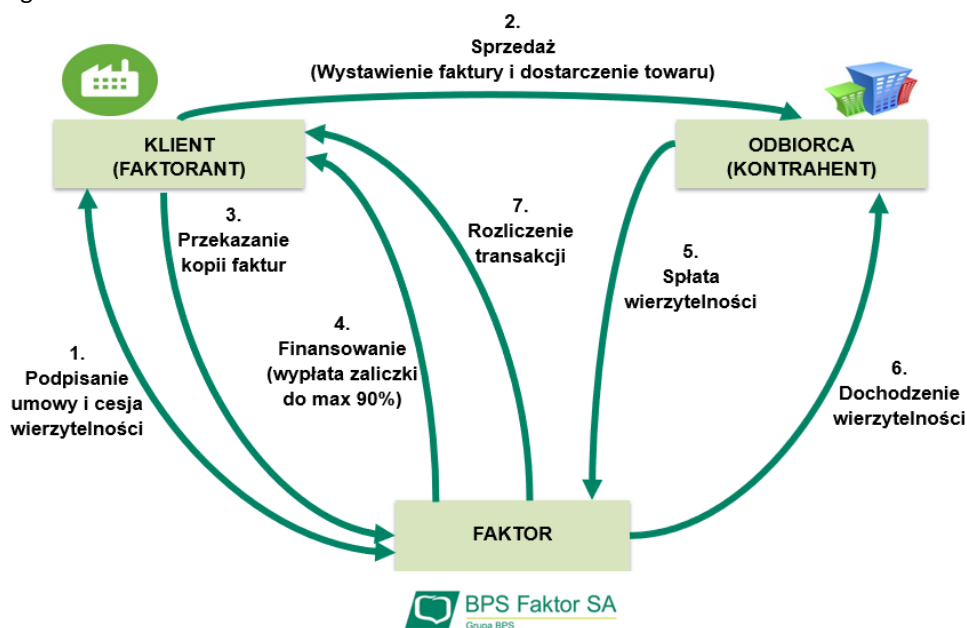 2.
Sprzedaż
(Wystawienie faktury i dostarczenie towaru)
KLIENT
(FAKTORANT)
ODBIORCA
(KONTRAHENT)
3.
Przekazanie
kopii faktur
7.
Rozliczenie
transakcji
5.
Spłata
wierzytelności
1.
Podpisanie
umowy i cesja
wierzytelności
4.
Finansowanie
(wypłata zaliczki
do max 90%)
6.
Dochodzenie
wierzytelności
FAKTOR
BPS Faktor SA
Grupa BPS